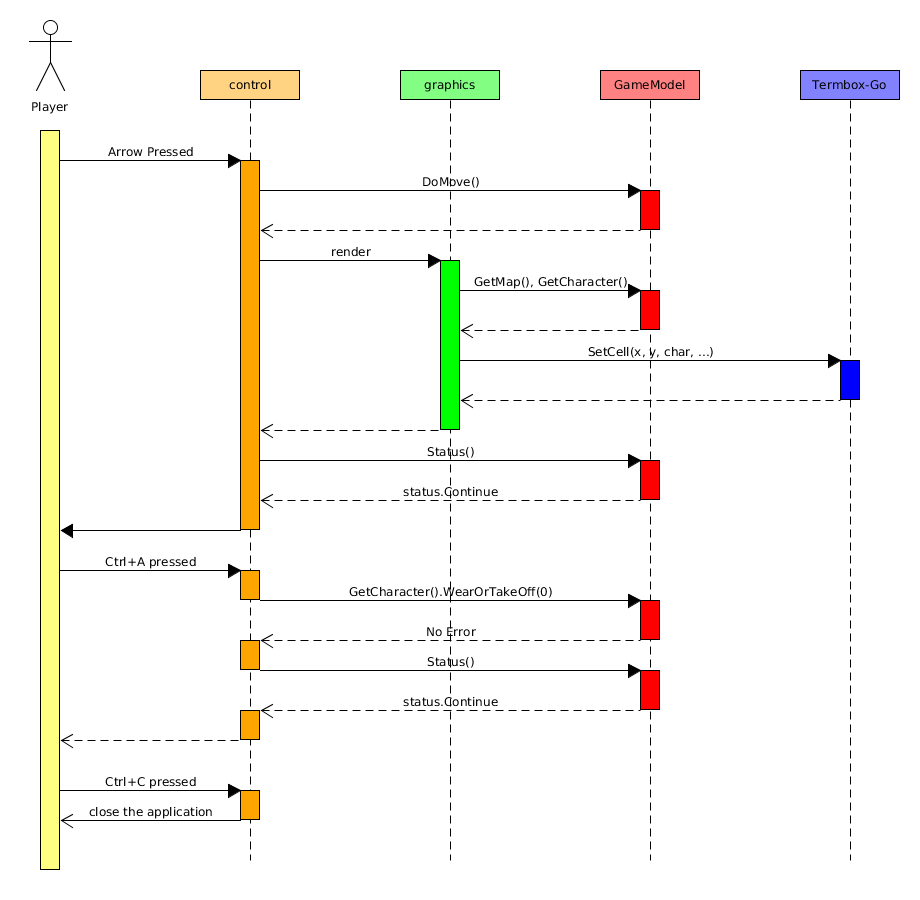 Player
control
graphics
GameModel
Termbox-Go
Arrow Pressed
DoMove()
render
GetMap(), GetCharacter()
SetCell(x, y, char, ...)
Status()
status.Continue
Ctrl+A pressed
GetCharacter().WearOrTakeOff(0)
No Error
Status()
status.Continue
Ctrl+C pressed
close the application